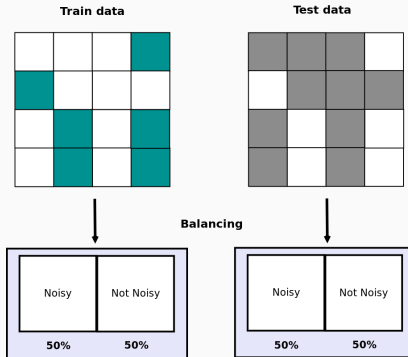 Train data
Test data
Balancing
Noisy
Not Noisy
50%
50%
Noisy
Not Noisy
50%
50%